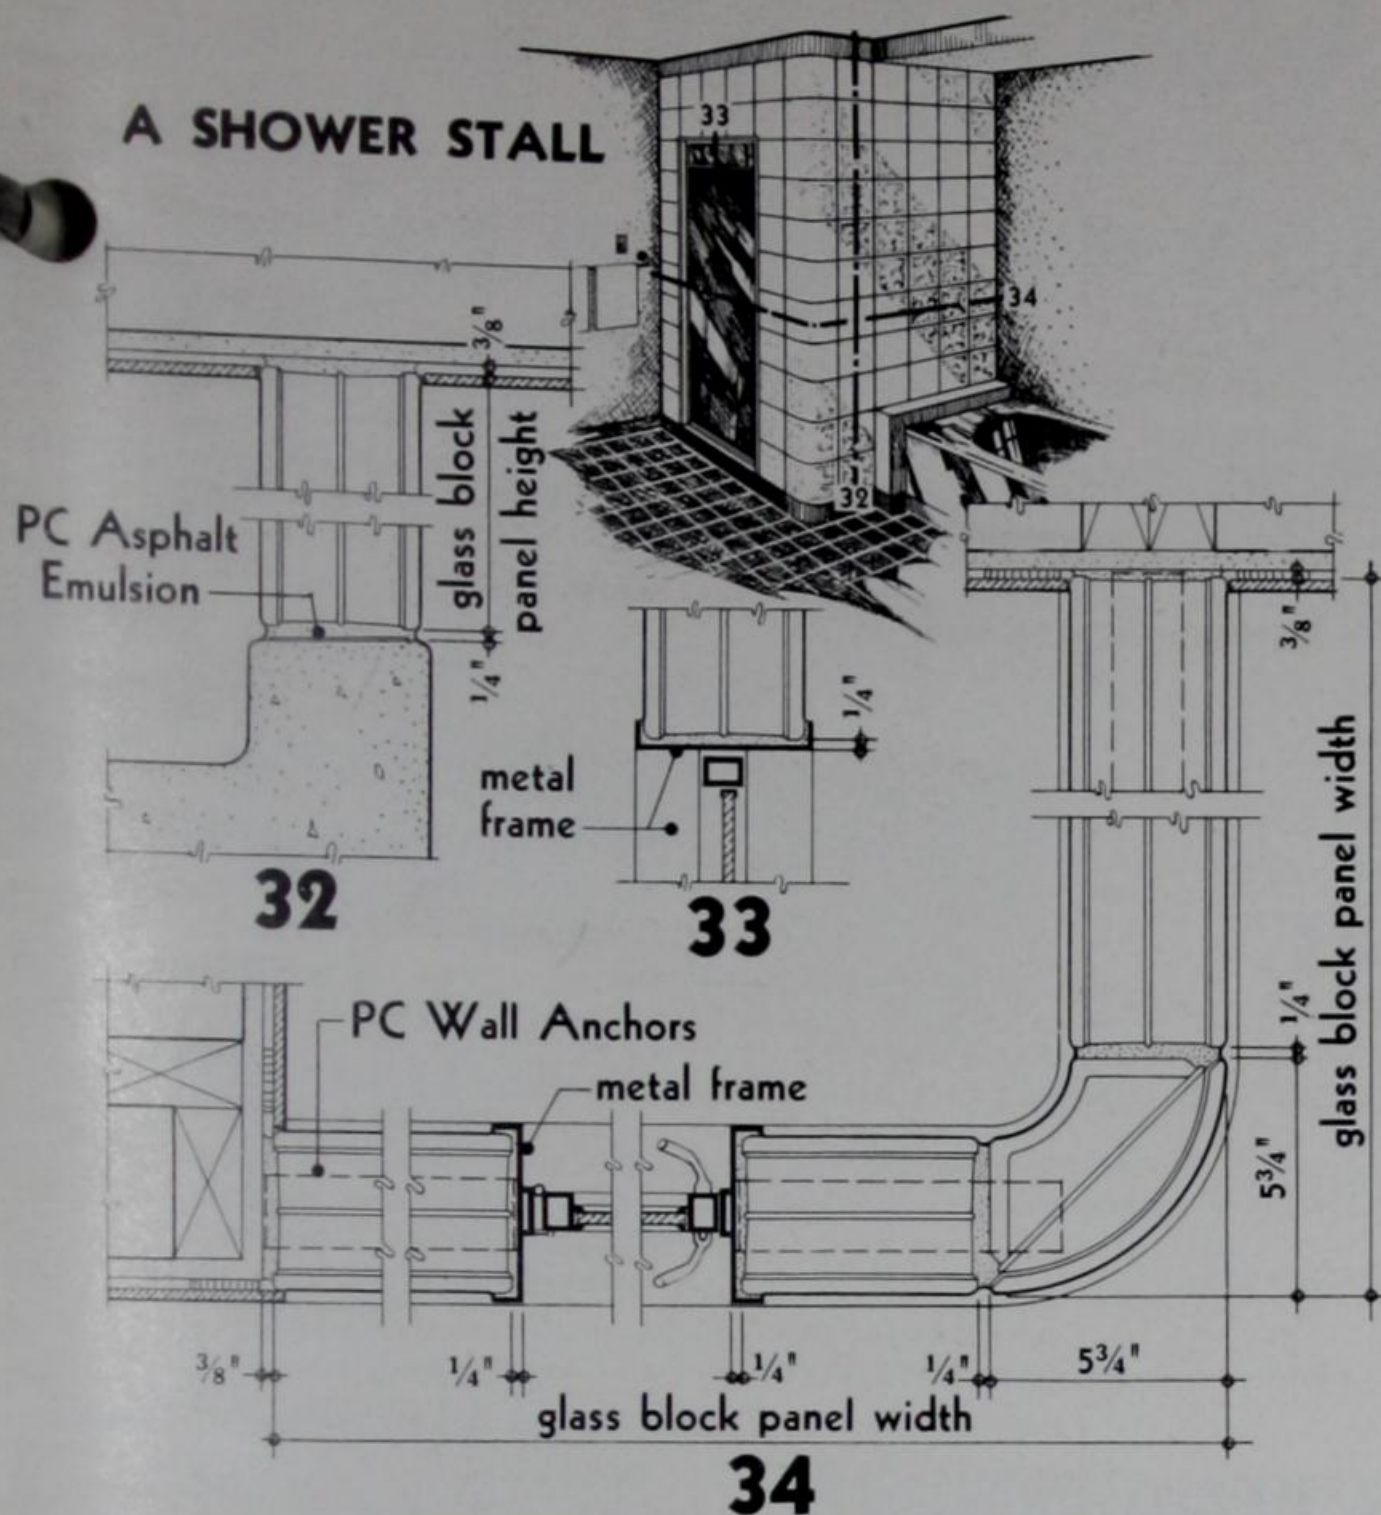 A SHOWER STALL
33
34
32
3/8"
glass block
panel height
PC Asphalt
Emulsion
1/4"
32
1/4"
metal
frame
33
3/8"
glass block panel width
1/4"
5 3/4"
PC Wall Anchors
metal frame
3/8"
1/4"
1/4"
1/4"
5 3/4"
glass block panel width
34